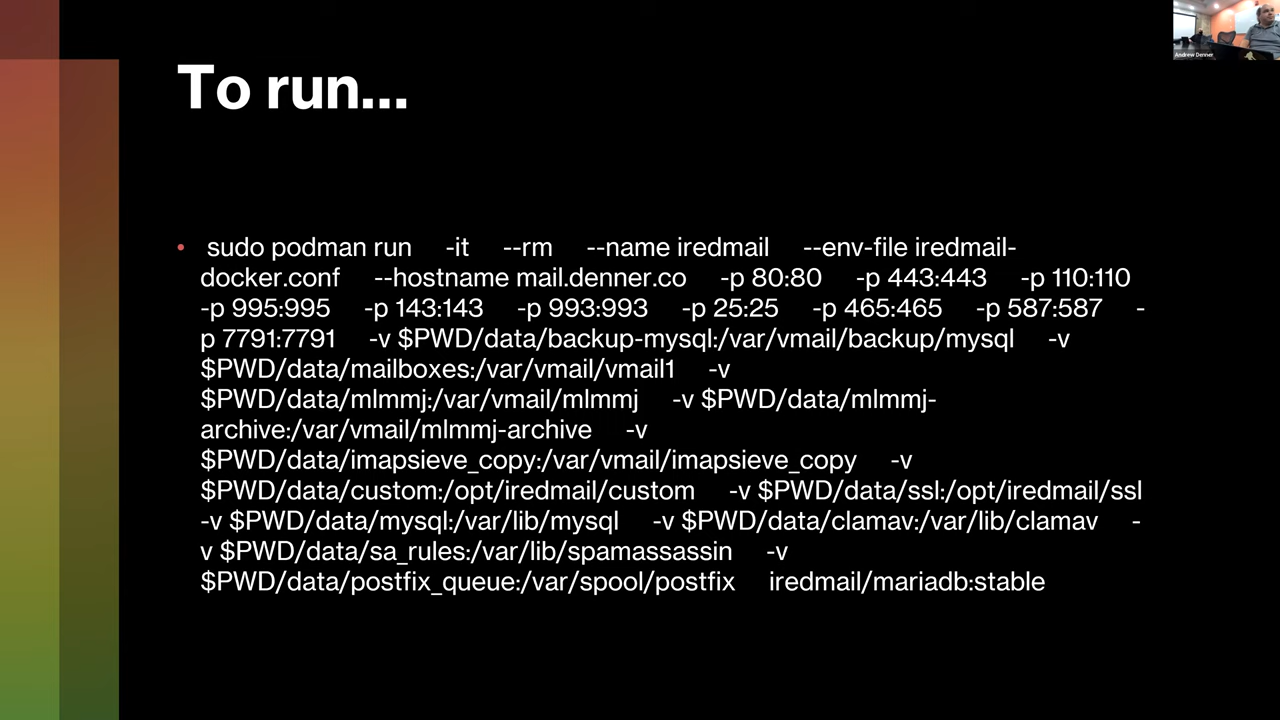 Andrew Denner
To run...
• sudo podman run -it --rm --name iredmail --env-file iredmail-
docker.conf --hostname mail.denner.co -p 80:80 -p 443:443 -p 110:110
-p 995:995 -p 143:143 -p 993:993 -p 25:25 -p 465:465 -p 587:587 -
p 7791:7791 -v $PWD/data/backup-mysql:/var/vmail/backup/mysql -v
$PWD/data/mailboxes:/var/vmail/vmail1 -v
$PWD/data/mlmmj:/var/vmail/mlmmj -v $PWD/data/mlmmj-
archive:/var/vmail/mlmmj-archive -v
$PWD/data/imapsieve_copy:/var/vmail/imapsieve_copy -v
$PWD/data/custom:/opt/iredmail/custom -v $PWD/data/ssl:/opt/iredmail/ssl
-v $PWD/data/mysql:/var/lib/mysql -v $PWD/data/clamav:/var/lib/clamav -
v $PWD/data/sa_rules:/var/lib/spamassassin -v
$PWD/data/postfix_queue:/var/spool/postfix iredmail/mariadb:stable